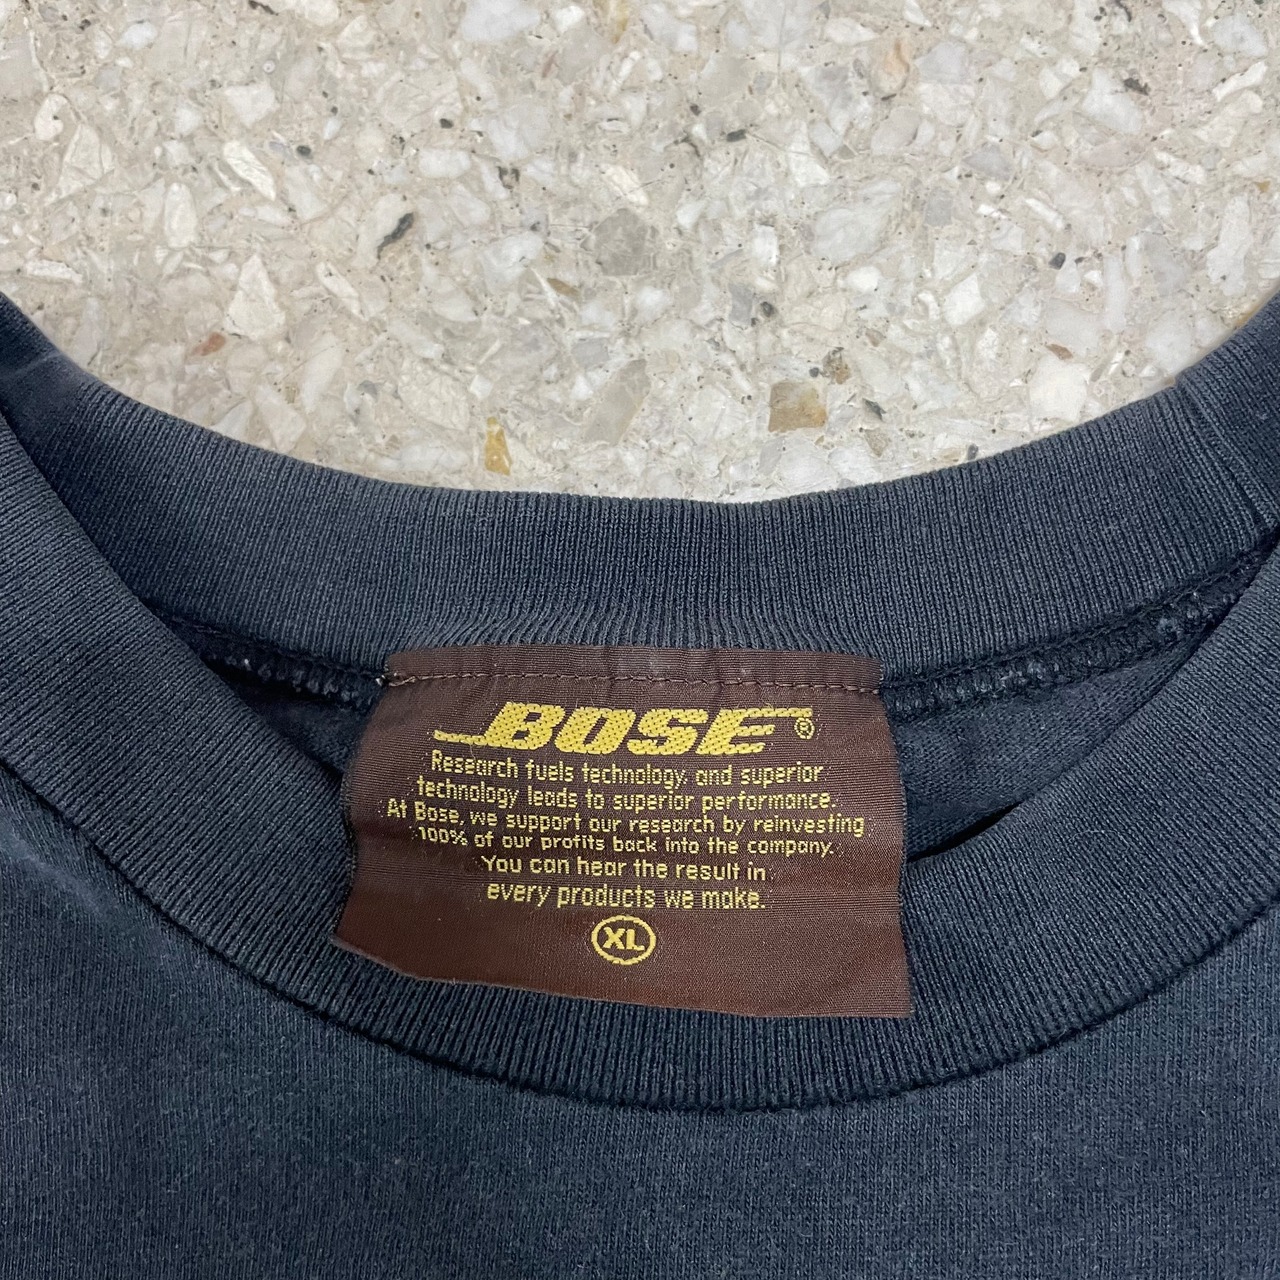 BOSE®
Research fuels technology, and superior
technology leads to superior performance.
At Bose, we support our research by reinvesting
100% of our profits back into the company.
You can hear the result in
every products we make.
XL